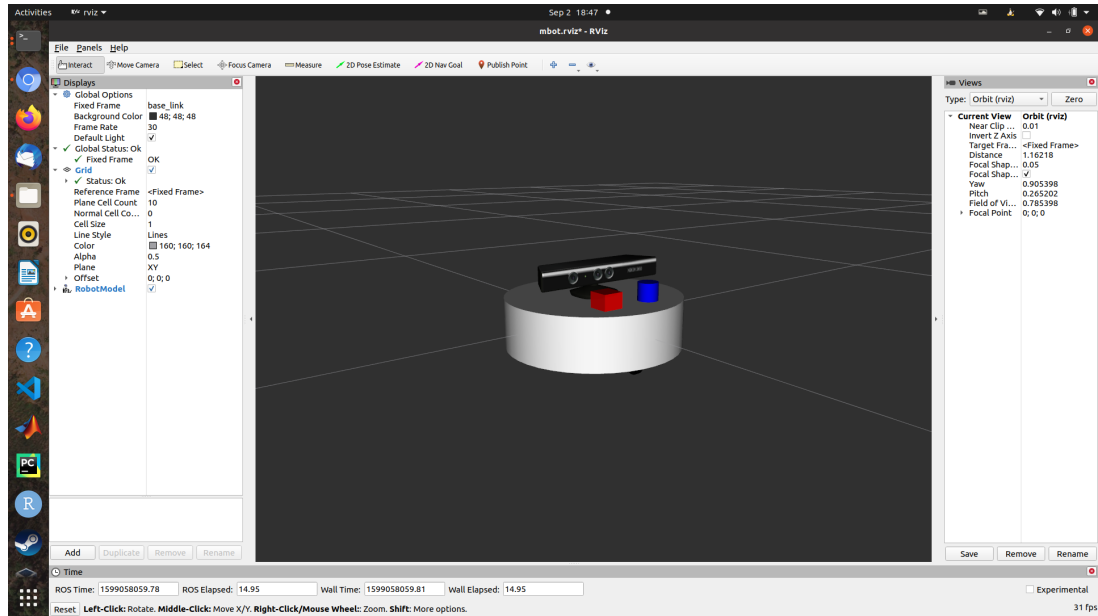 Activities rviz Sep 2 18:47
mbot.rviz* - RViz
File Panels Help
Interact Move Camera Select Focus Camera Measure 2D Pose Estimate 2D Nav Goal Publish Point
Displays
Global Options
Fixed Frame base_link
Background Color 48; 48; 48
Frame Rate 30
Default Light
Global Status: Ok
Fixed Frame OK
Grid
Status: Ok
Reference Frame <Fixed Frame>
Plane Cell Count 10
Normal Cell Co... 0
Cell Size 1
Line Style Lines
Color 160; 160; 164
Alpha 0.5
Plane XY
Offset 0; 0; 0
RobotModel
Add Duplicate Remove Rename
Views
Type: Orbit (rviz) Zero
Current View Orbit (rviz)
Near Clip ... 0.01
Invert Z Axis
Target Fra... <Fixed Frame>
Distance 1.16218
Focal Shap... 0.05
Focal Shap...
Yaw 0.905398
Pitch 0.265202
Field of Vi... 0.785398
Focal Point 0; 0; 0
Save Remove Rename
PC
R
Time
ROS Time: 1599058059.78 ROS Elapsed: 14.95 Wall Time: 1599058059.81 Wall Elapsed: 14.95 Experimental
Reset Left-Click: Rotate. Middle-Click: Move X/Y. Right-Click/Mouse Wheel:: Zoom. Shift: More options. 31 fps